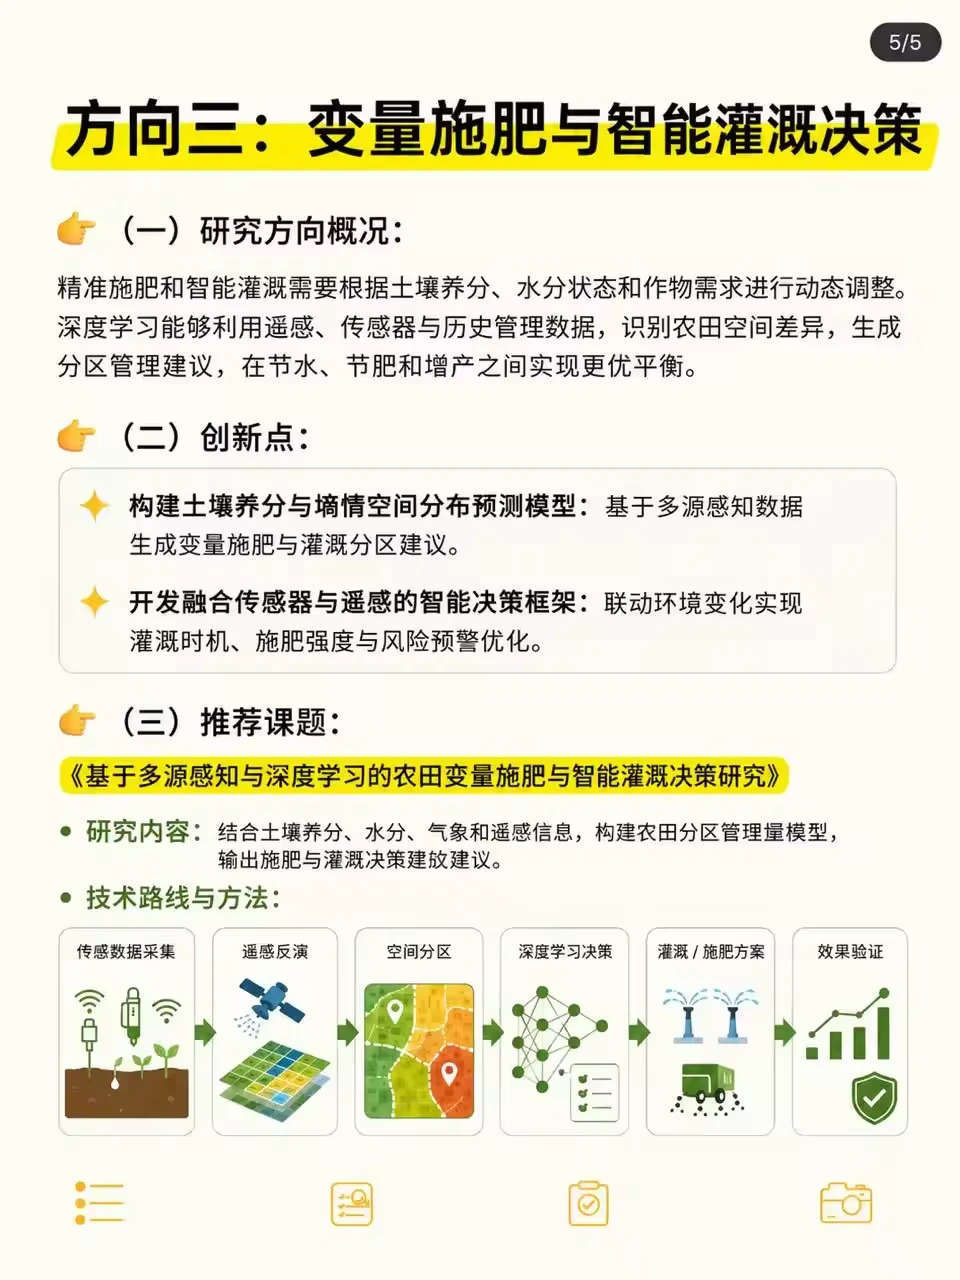 5/5
方向三：变量施肥与智能灌溉决策
（一）研究方向概况：
精准施肥和智能灌溉需要根据土壤养分、水分状态和作物需求进行动态调整。
深度学习能够利用遥感、传感器与历史管理数据，识别农田空间差异，生成
分区管理建议，在节水、节肥和增产之间实现更优平衡。
（二）创新点：
构建土壤养分与墒情空间分布预测模型：基于多源感知数据
生成变量施肥与灌溉分区建议。
开发融合传感器与遥感的智能决策框架：联动环境变化实现
灌溉时机、施肥强度与风险预警优化。
（三）推荐课题：
《基于多源感知与深度学习的农田变量施肥与智能灌溉决策研究》
研究内容：结合土壤养分、水分、气象和遥感信息，构建农田分区管理量模型，
输出施肥与灌溉决策建放建议。
技术路线与方法：
传感数据采集
遥感反演
空间分区
深度学习决策
灌溉 / 施肥方案
效果验证